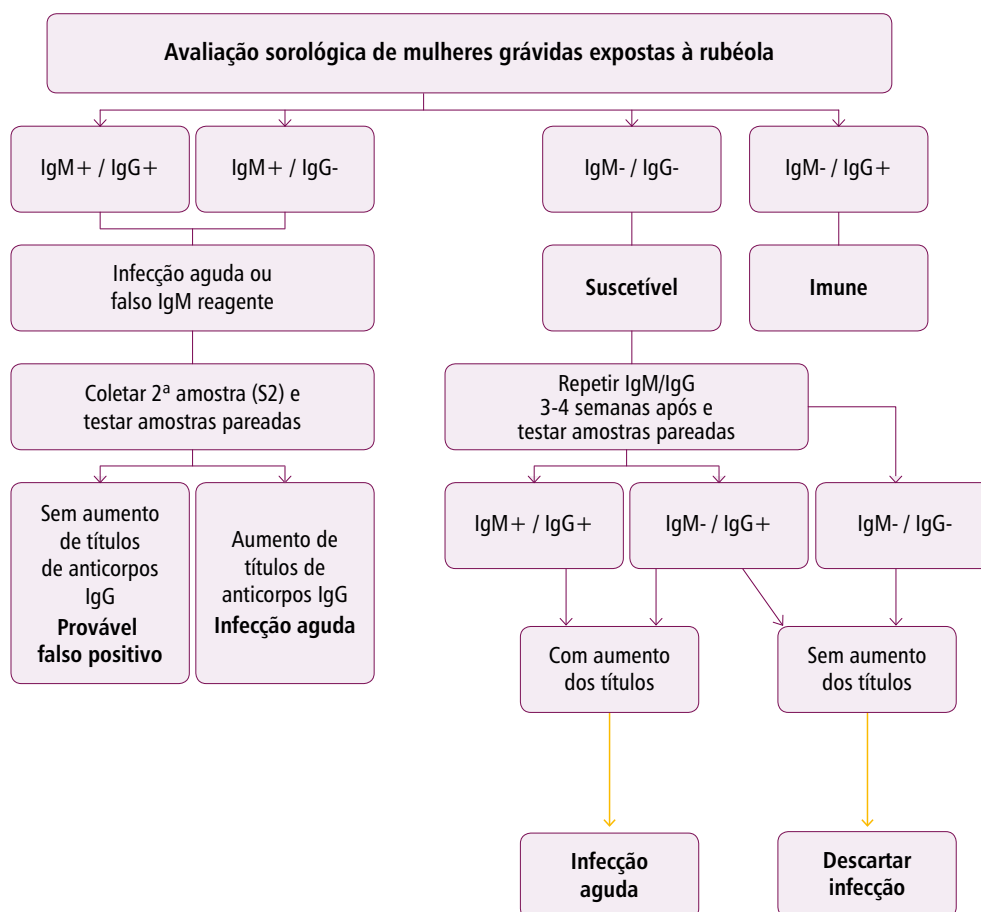 Avaliação sorológica de mulheres grávidas expostas à rubéola
IgM+ / IgG+
IgM+ / IgG-
IgM- / IgG-
IgM- / IgG+
Infecção aguda ou
falso IgM reagente
Suscetível
Imune
Coletar 2ª amostra (S2) e
testar amostras pareadas
Repetir IgM/IgG
3-4 semanas após e
testar amostras pareadas
Sem aumento
de títulos
de anticorpos
IgG
Provável
falso positivo
Aumento de
títulos de
anticorpos IgG
Infecção aguda
IgM+ / IgG+
IgM- / IgG+
IgM- / IgG-
Com aumento
dos títulos
Sem aumento
dos títulos
Infecção
aguda
Descartar
infecção